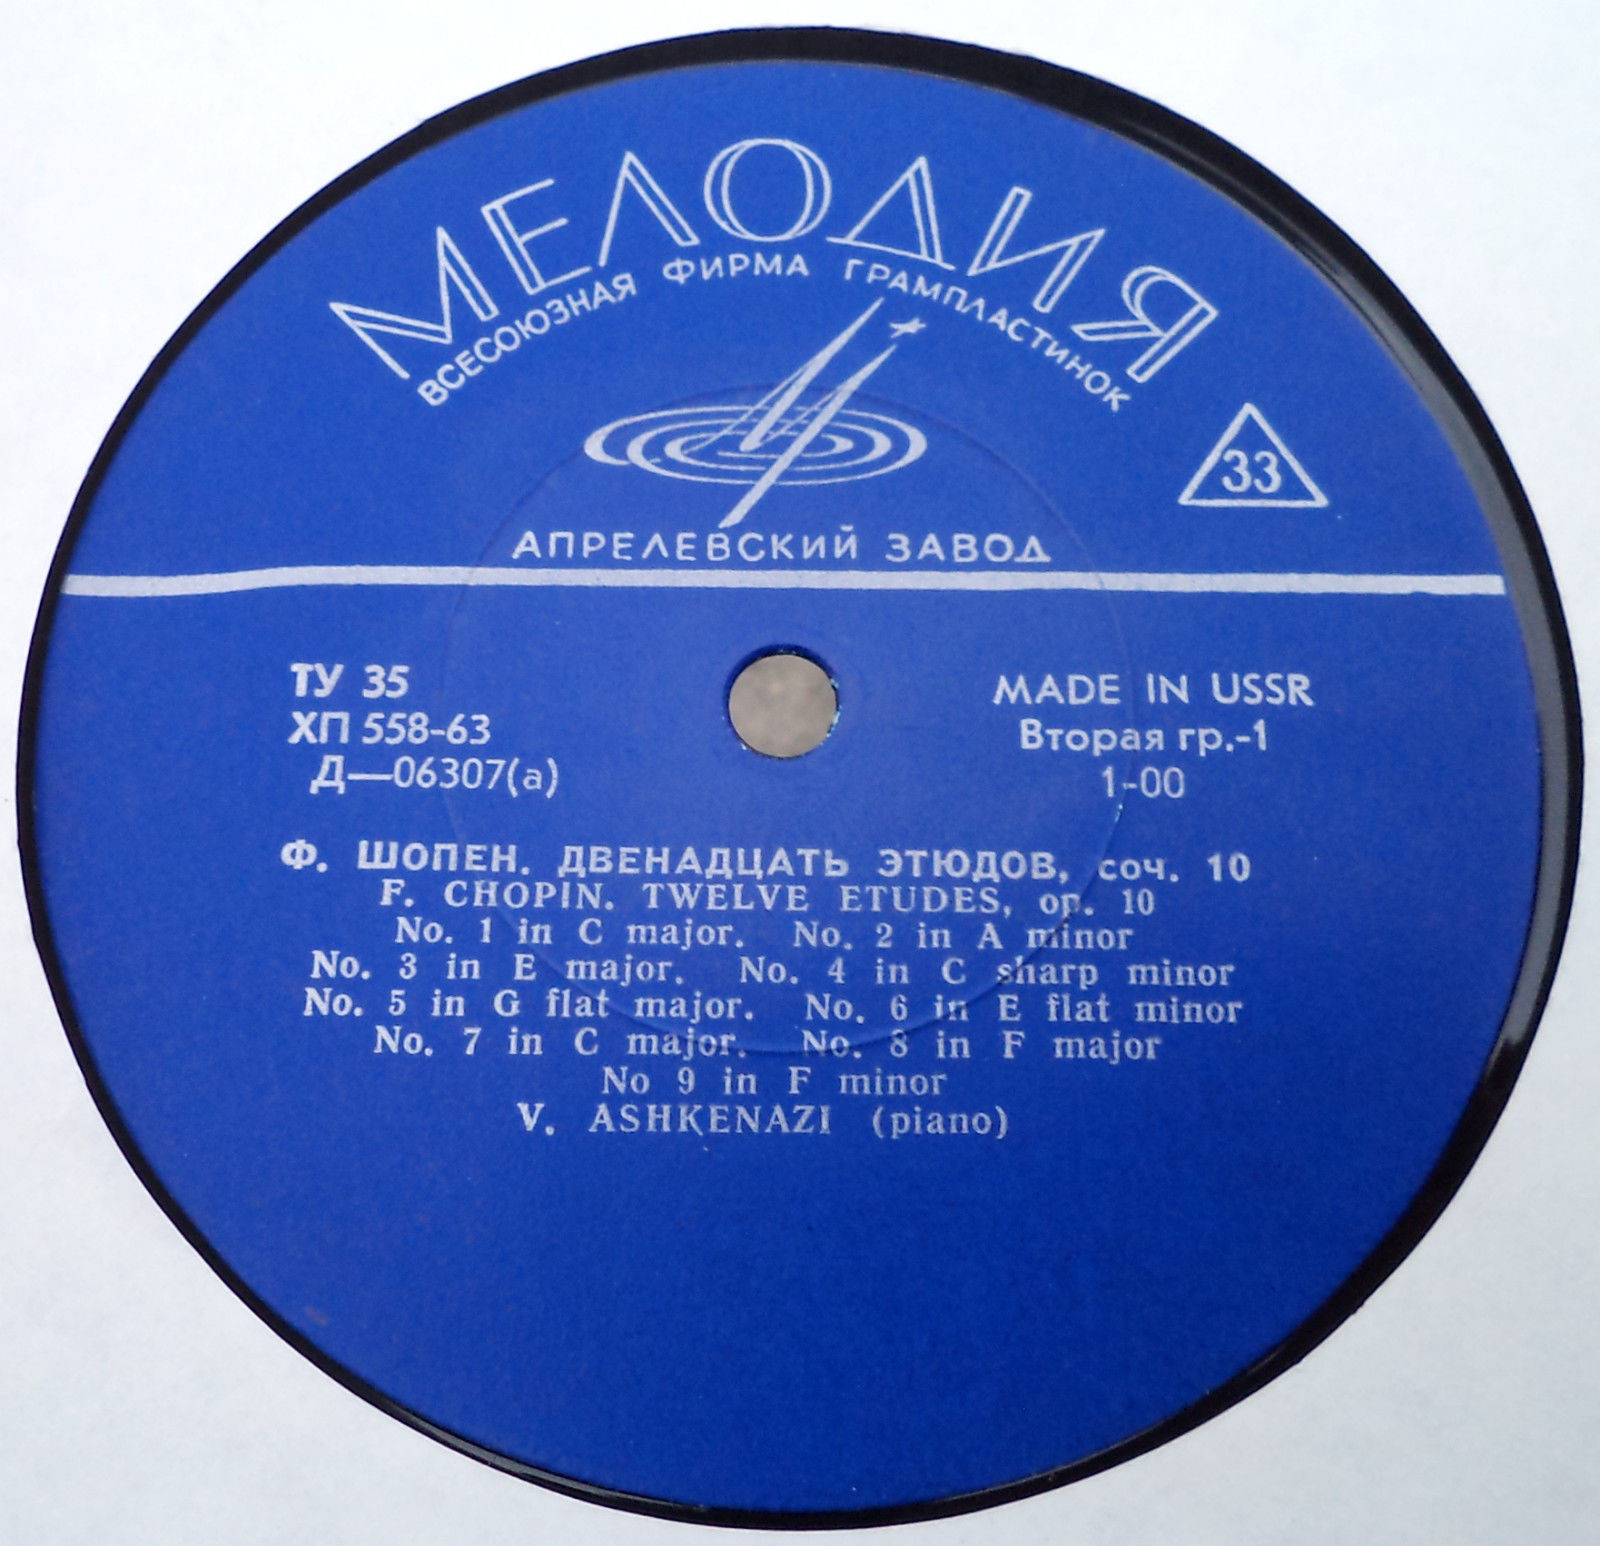 МЕЛОДИЯ
ВСЕСОЮЗНАЯ ФИРМА ГРАМПЛАСТИНОК
33
АПРЕЛЕВСКИЙ ЗАВОД
ТУ 35
ХП 558-63
Д—06307(а)
MADE IN USSR
Вторая гр.-1
1-00
Ф. ШОПЕН. ДВЕНАДЦАТЬ ЭТЮДОВ, соч. 10
F. CHOPIN. TWELVE ETUDES, op. 10
No. 1 in C major. No. 2 in A minor
No. 3 in E major. No. 4 in C sharp minor
No. 5 in G flat major. No. 6 in E flat minor
No. 7 in C major. No. 8 in F major
No 9 in F minor
V. ASHKENAZI (piano)